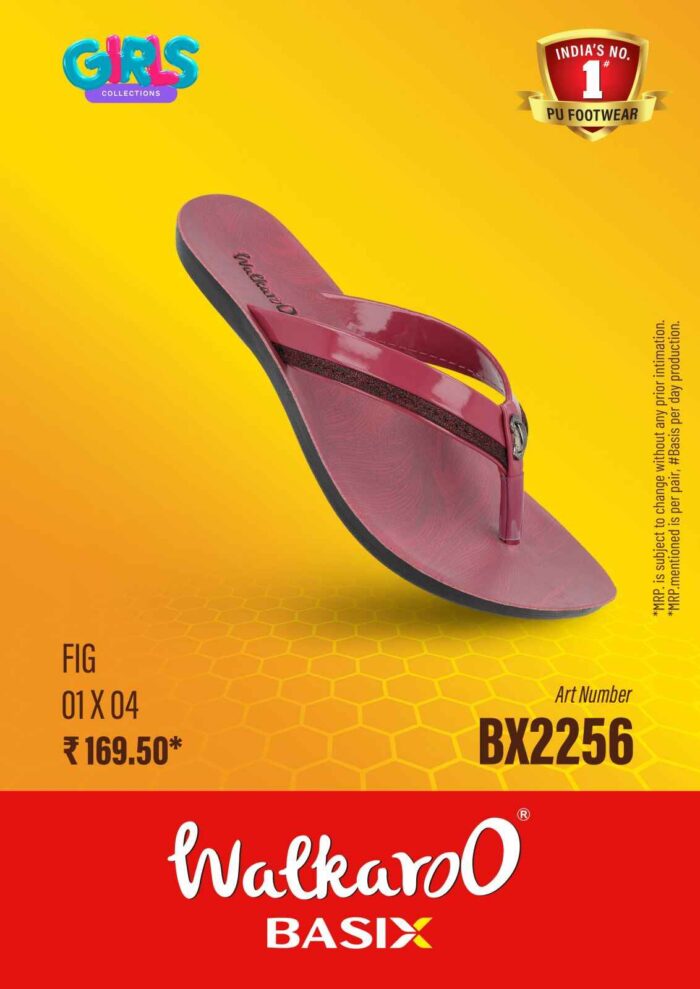 GIRLS
COLLECTIONS
INDIA'S NO.
1#
PU FOOTWEAR
WalkarOO
*MRP. is subject to change without any prior intimation.
*MRP.mentioned is per pair, #Basis per day production.
FIG
01 X 04
₹ 169.50*
Art Number
BX2256
WalkarOO®
BASIX